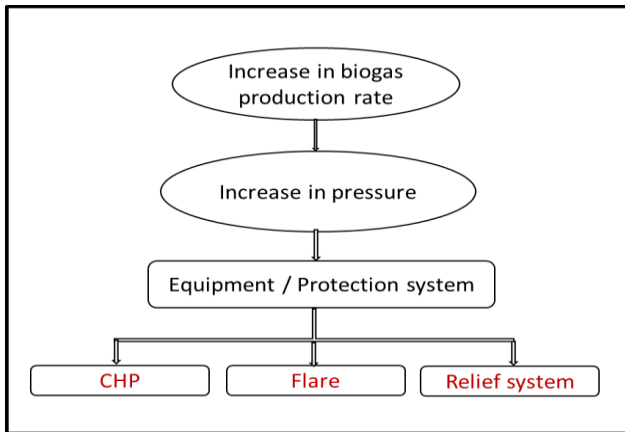 Increase in biogas
production rate
Increase in pressure
Equipment / Protection system
CHP
Flare
Relief system